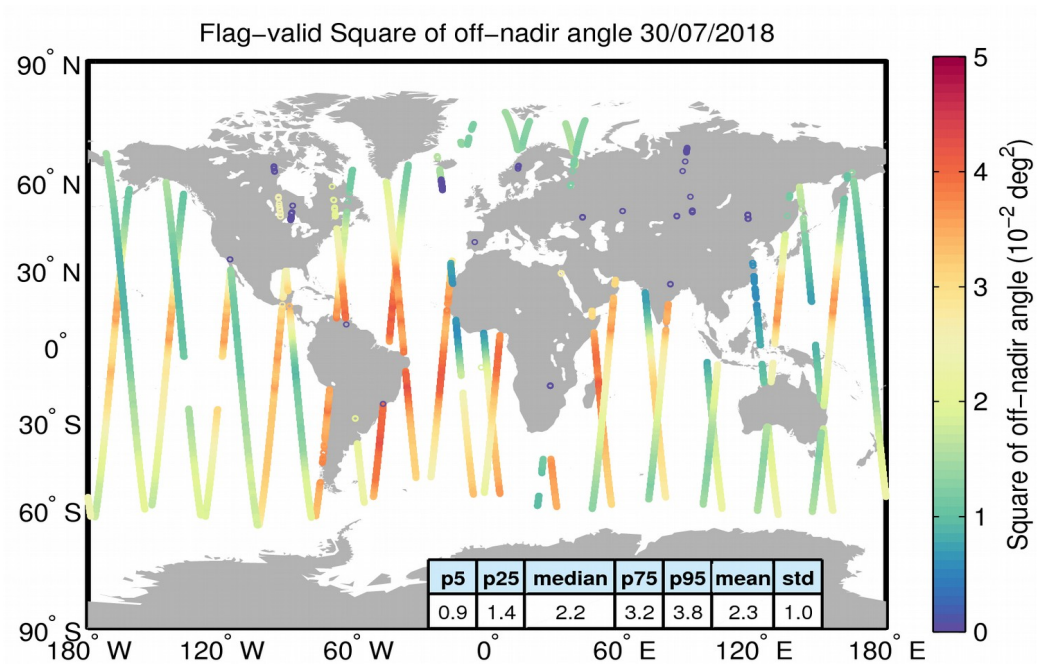 Flag−valid Square of off−nadir angle 30/07/2018
90° N
60° N
30° N
0°
30° S
60° S
90° S
180° W
120° W
60° W
0°
60° E
120° E
180° E
p5 p25 median p75 p95 mean std
0.9 1.4 2.2 3.2 3.8 2.3 1.0
5
4
3
2
1
0
Square of off−nadir angle (10⁻² deg²)